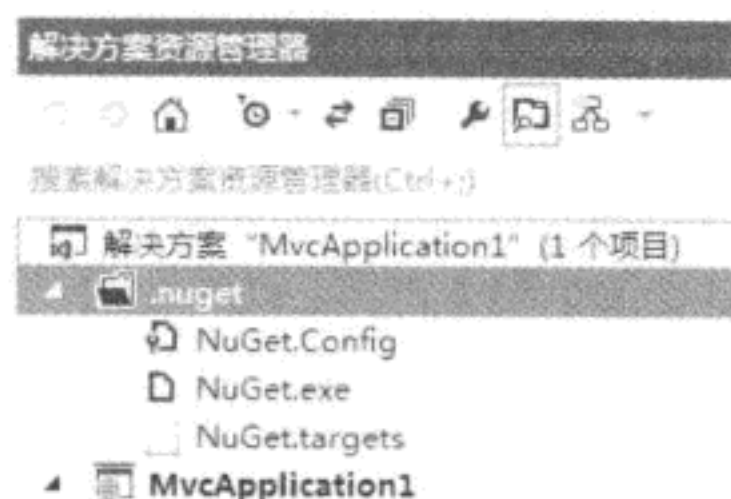 解决方案资源管理器
搜索解决方案资源管理器(Ctrl+;)
解决方案 "MvcApplication1" (1 个项目)
.nuget
NuGet.Config
NuGet.exe
NuGet.targets
MvcApplication1